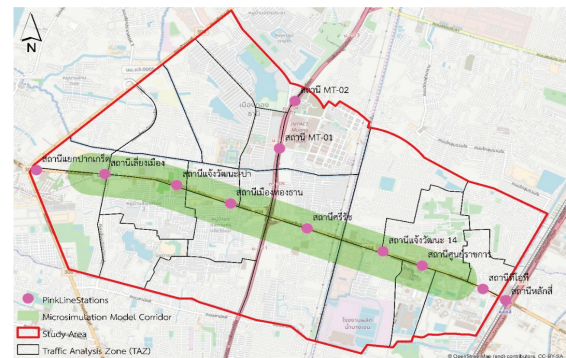 N
สถานี MT-02
สถานี MT-01
สถานีแยกปากเกร็ด
สถานีเลี่ยงเมือง
สถานีแจ้งวัฒนะ-ปา
สถานีเมืองทองธาน
สถานีศรีรัช
สถานีแจ้งวัฒนะ 14
สถานีศูนย์ราชการ
สถานีทีโอที
สถานีหลักสี่
PinkLineStations
Microsimulation Model Corridor
Study Area
Traffic Analysis Zone (TAZ)
© OpenStreetMap (and) contributors, CC-BY-SA